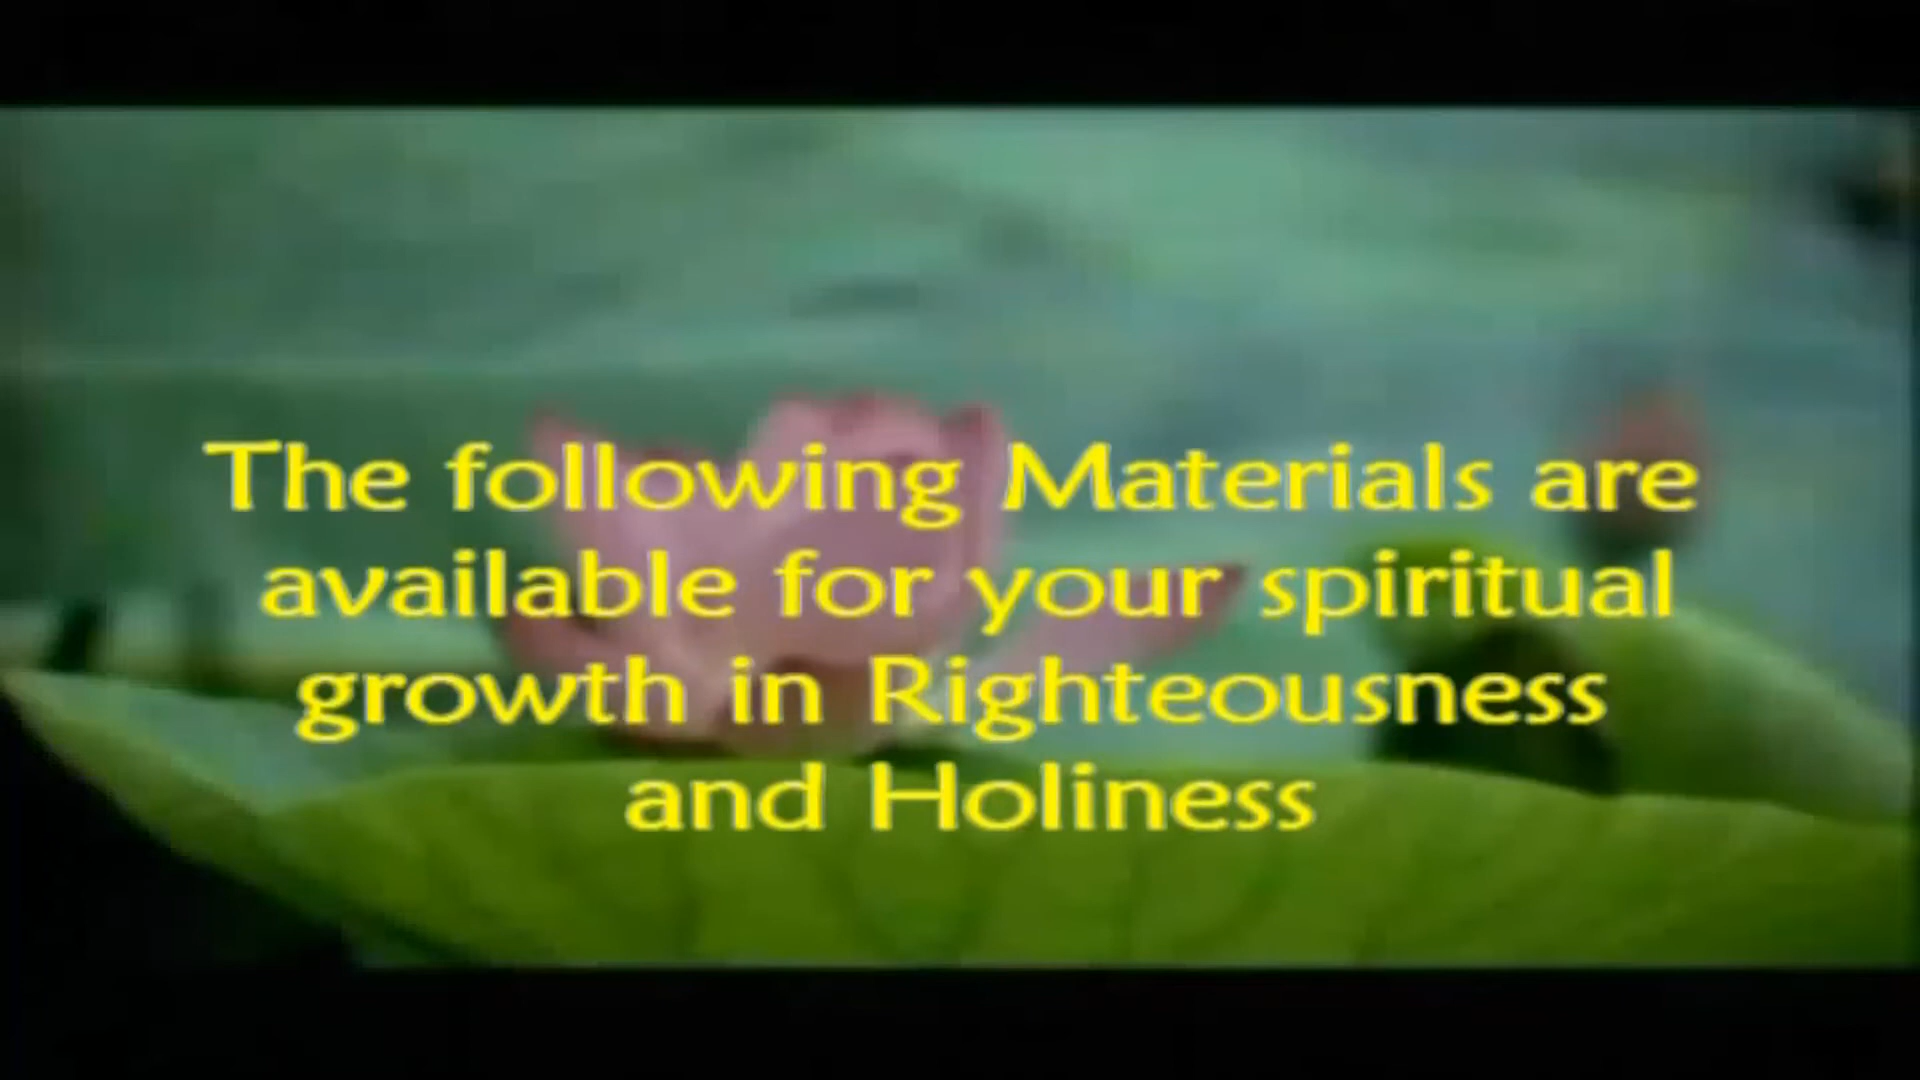 The following Materials are
available for your spiritual
growth in Righteousness
and Holiness